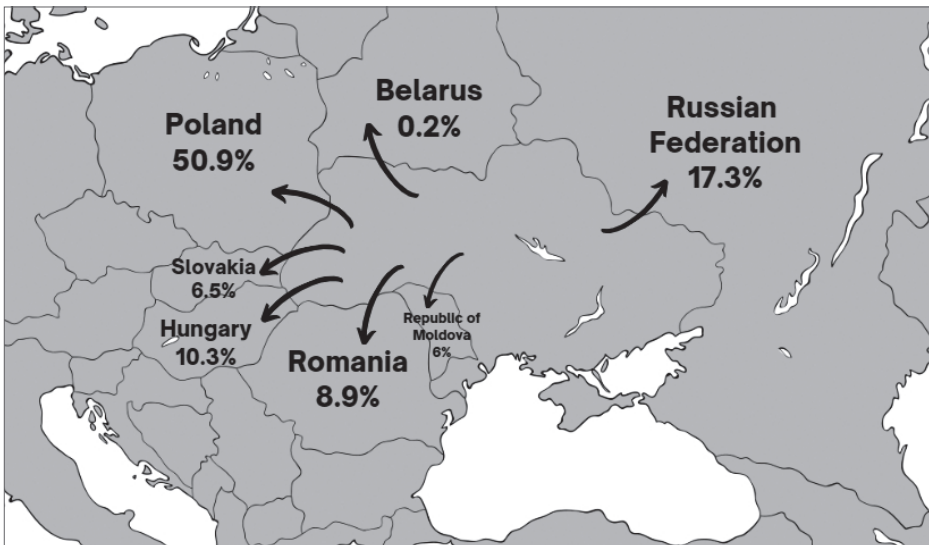 Belarus
0.2%
Poland
50.9%
Russian
Federation
17.3%
Slovakia
6.5%
Hungary
10.3%
Romania
8.9%
Republic of
Moldova
6%